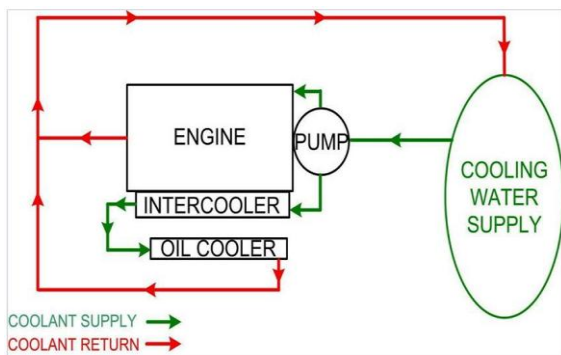 ENGINE
PUMP
COOLING
WATER
SUPPLY
INTERCOOLER
OIL COOLER
COOLANT SUPPLY
COOLANT RETURN